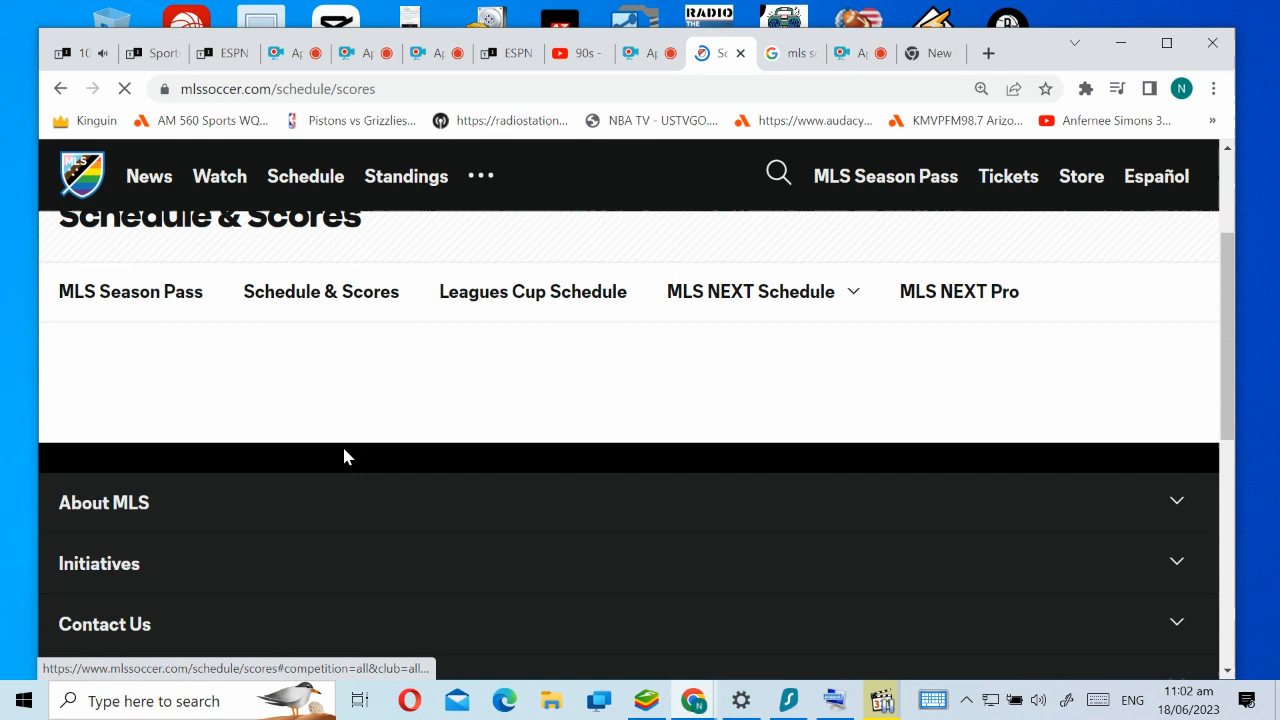 RADIO
THE
10
Sport
ESPN
Ap
Ap
Ap
ESPN
90s -
Ap
Sc
mls sc
Ap
New
mlssoccer.com/schedule/scores
N
Kinguin
AM 560 Sports WQ...
Pistons vs Grizzlies...
https://radiostation...
NBA TV - USTVGO....
https://www.audacy...
KMVPFM98.7 Arizo...
Anfernee Simons 3...
»
MLS
News
Watch
Schedule
Standings
MLS Season Pass
Tickets
Store
Español
Schedule & Scores
MLS Season Pass
Schedule & Scores
Leagues Cup Schedule
MLS NEXT Schedule
MLS NEXT Pro
About MLS
Initiatives
Contact Us
https://www.mlssoccer.com/schedule/scores#competition=all&club=all...
Type here to search
ENG
11:02 am
18/06/2023